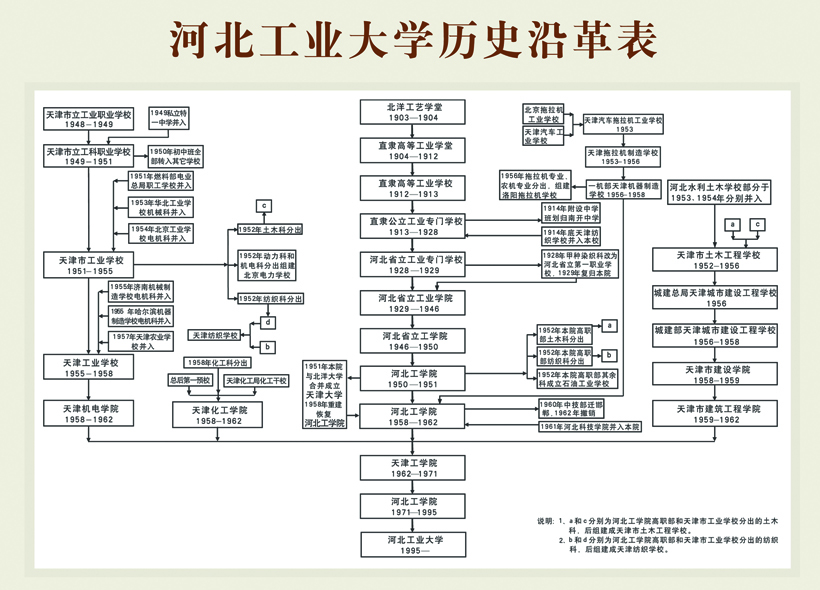 河北工业大学历史沿革表
天津市立工业职业学校
1948—1949
1949私立特
一中学并入
天津市立工科职业学校
1949—1951
1950年初中班全
部转入其它学校
1951年燃料部电业
总局职工学校并入
1953年华北工业学
校机械科并入
1954年北京工业学
校电机科并入
天津市工业学校
1951—1955
c
1952年土木科分出
1952年动力科和
机电科分出组建
北京电力学校
1952年纺织科分出
d
天津纺织学校
b
1955年济南机械制
造学校电机科并入
1955 年哈尔滨机器
制造学校电机科并入
1957年天津农业学
校并入
天津工业学校
1955—1958
天津机电学院
1958—1962
1958年化工科分出
总后第一预校
天津化工局化工干校
天津化工学院
1958—1962
北洋工艺学堂
1903—1904
直隶高等工业学堂
1904—1912
直隶高等工业学校
1912—1913
直隶公立工业专门学校
1913—1928
1914年附设中学
班划归南开中学
1914年底天津纺
织学校并入本校
河北省立工业专门学校
1928—1929
1928年甲种染织科改为
河北省立第一职业学
校，1929年复归本院
河北省立工业学院
1929—1946
河北省立工学院
1946—1950
河北工学院
1950—1951
1951年本院
与北洋大学
合并成立
天津大学
1958年重建
恢复
河北工学院
1952年本院高职
部土木科分出
a
1952年本院高职
部纺织科分出
b
1952年本院高职部其余
科成立石油工业学校
河北工学院
1958—1962
1960年中技部迁邯
郸，1962年撤销
1961年河北科技学院并入本院
天津工学院
1962—1971
河北工学院
1971—1995
河北工业大学
1995—
北京拖拉机
工业学校
天津汽车工
业学校
天津汽车拖拉机工业学校
1953
天津拖拉机制造学校
1953-1956
1956年拖拉机专业、
农机专业分出，组建
洛阳拖拉机学校
一机部天津机器制造
学校 1956-1958
河北水利土木学校部分于
1953、1954年分别并入
a
c
天津市土木工程学校
1952—1956
城建总局天津城市建设工程学校
1956
城建部天津城市建设工程学校
1956—1958
天津市建设学院
1958—1959
天津市建筑工程学院
1959—1962
说明：1、a和c分别为河北工学院高职部和天津市工业学校分出的土木
科，后组建成天津市土木工程学校。
2、b和d分别为河北工学院高职部和天津市工业学校分出的纺织
科，后组建成天津纺织学校。